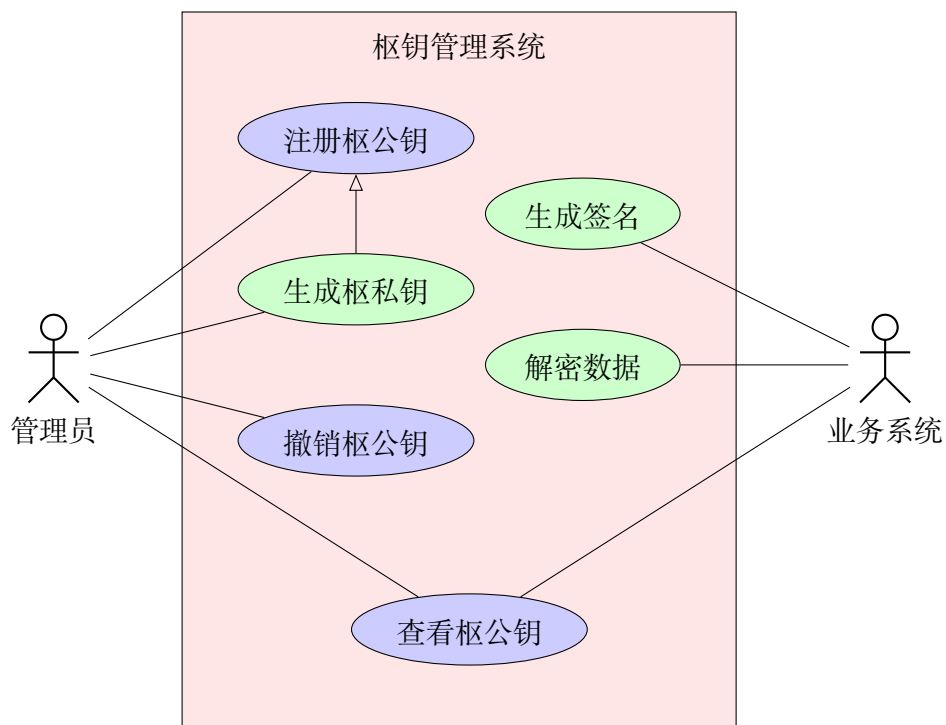 枢钥管理系统
注册枢公钥
生成签名
生成枢私钥
解密数据
管理员
撤销枢公钥
业务系统
查看枢公钥